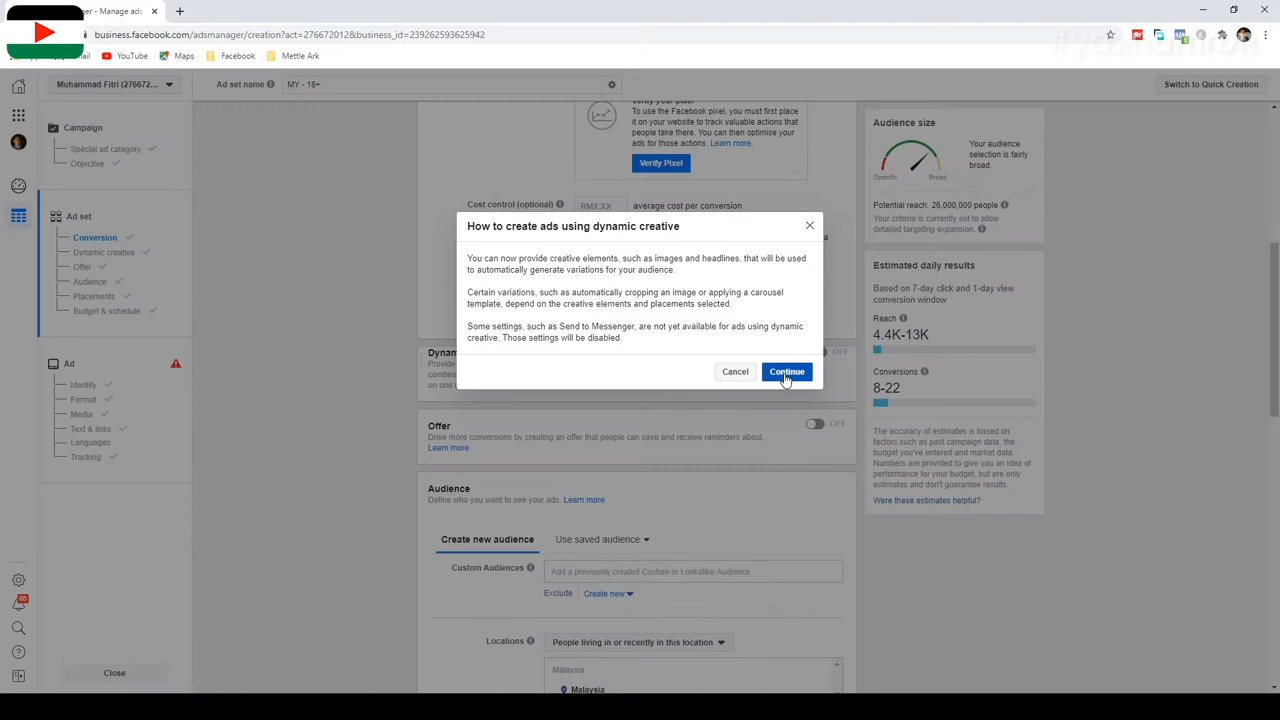 ager - Manage ads
business.facebook.com/adsmanager/creation?act=276672012&business_id=239262593625942
YouTube
Maps
Facebook
Mettle Ark
Muhammad Fitri (276672...
Ad set name
MY - 18+
Switch to Quick Creation
Campaign
Special ad category
Objective
Ad set
Conversion
Dynamic creative
Offer
Audience
Placements
Budget & schedule
Ad
Identity
Format
Media
Text & links
Languages
Tracking
Close
95
Verify your pixel
To use the Facebook pixel, you must first place
it on your website to track valuable actions that
people take there. You can then optimise your
ads for those actions. Learn more.
Verify Pixel
Cost control (optional)
RMX.XX
average cost per conversion
How to create ads using dynamic creative
You can now provide creative elements, such as images and headlines, that will be used
to automatically generate variations for your audience.
Certain variations, such as automatically cropping an image or applying a carousel
template, depend on the creative elements and placements selected.
Some settings, such as Send to Messenger, are not yet available for ads using dynamic
creative. Those settings will be disabled.
Cancel
Continue
Dynam
OFF
Provide
combina
on one
Offer
OFF
Drive more conversions by creating an offer that people can save and receive reminders about.
Learn more
Audience
Define who you want to see your ads. Learn more
Create new audience
Use saved audience
Custom Audiences
Add a previously created Custom or Lookalike Audience
Exclude
Create new
Locations
People living in or recently in this location
Malaysia
Malaysia
Audience size
Your audience
selection is fairly
broad.
Specific
Broad
Potential reach: 26,000,000 people
Your criteria is currently set to allow
detailed targeting expansion.
Estimated daily results
Based on 7-day click and 1-day view
conversion window
Reach
4.4K-13K
Conversions
8-22
The accuracy of estimates is based on
factors such as past campaign data, the
budget you've entered and market data.
Numbers are provided to give you an idea of
performance for your budget, but are only
estimates and don't guarantee results.
Were these estimates helpful?